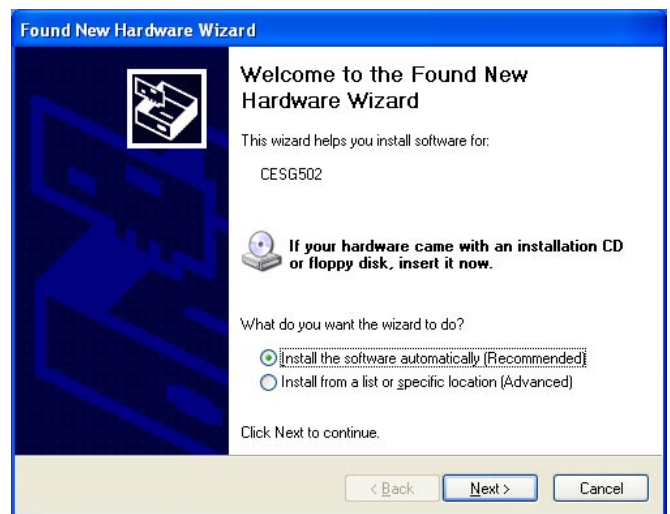 Found New Hardware Wizard
Welcome to the Found New
Hardware Wizard
This wizard helps you install software for:
CESG502
If your hardware came with an installation CD
or floppy disk, insert it now.
What do you want the wizard to do?
Install the software automatically (Recommended)
Install from a list or specific location (Advanced)
Click Next to continue.
< Back
Next >
Cancel